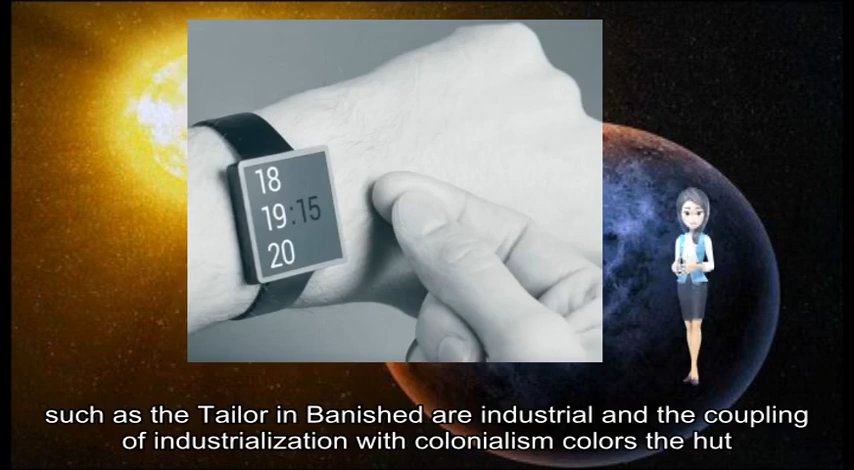 18
19:15
20
such as the Tailor in Banished are industrial and the coupling
of industrialization with colonialism colors the hut